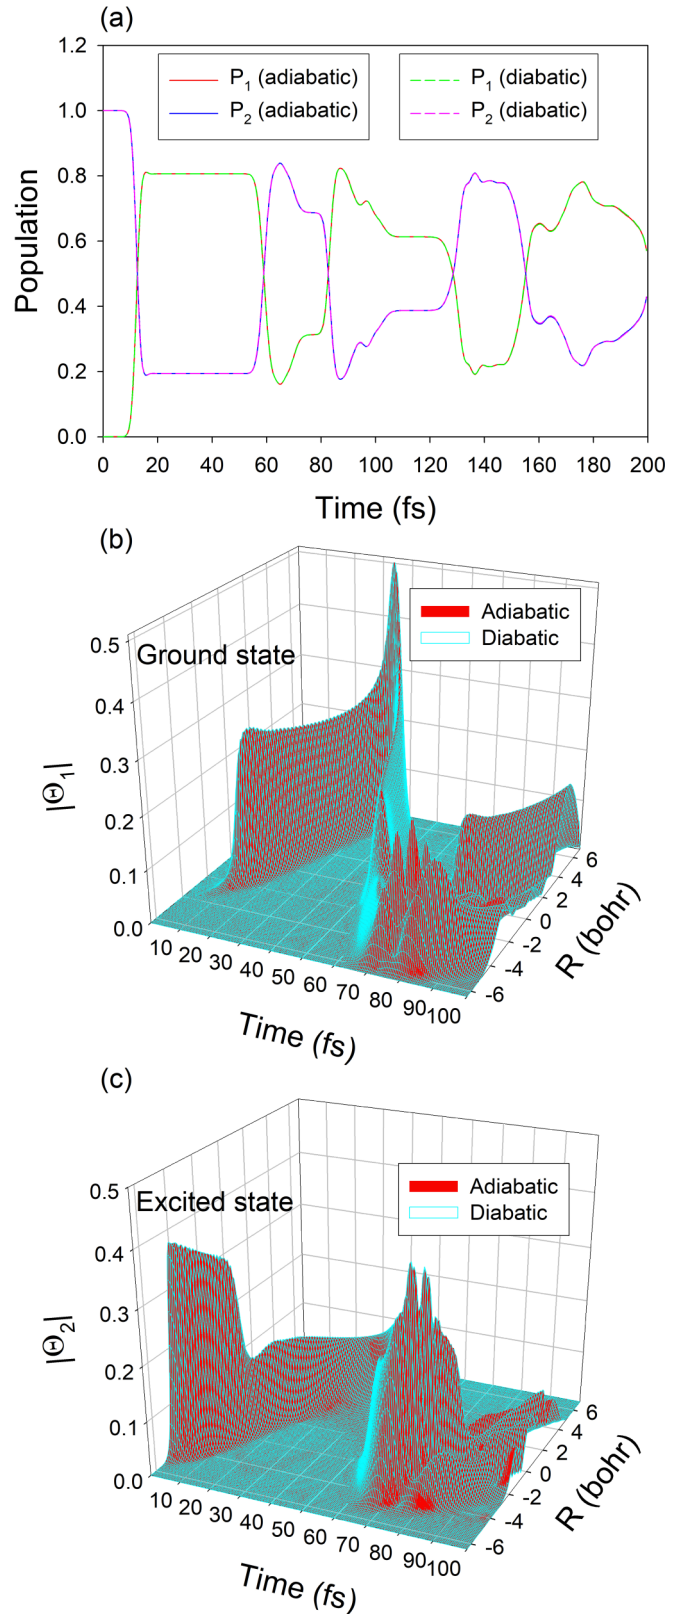 (a)
1.2
1.0
0.8
0.6
0.4
0.2
0.0
Population
P1 (adiabatic)
P2 (adiabatic)
P1 (diabatic)
P2 (diabatic)
0 20 40 60 80 100 120 140 160 180 200
Time (fs)
(b)
Adiabatic
Diabatic
Ground state
0.5
0.4
0.3
0.2
0.1
0.0
|Θ1|
10 20 30 40 50 60 70 80 90 100
Time (fs)
6
4
2
0
-2
-4
-6
R (bohr)
(c)
Adiabatic
Diabatic
Excited state
0.5
0.4
0.3
0.2
0.1
0.0
|Θ2|
10 20 30 40 50 60 70 80 90 100
Time (fs)
6
4
2
0
-2
-4
-6
R (bohr)